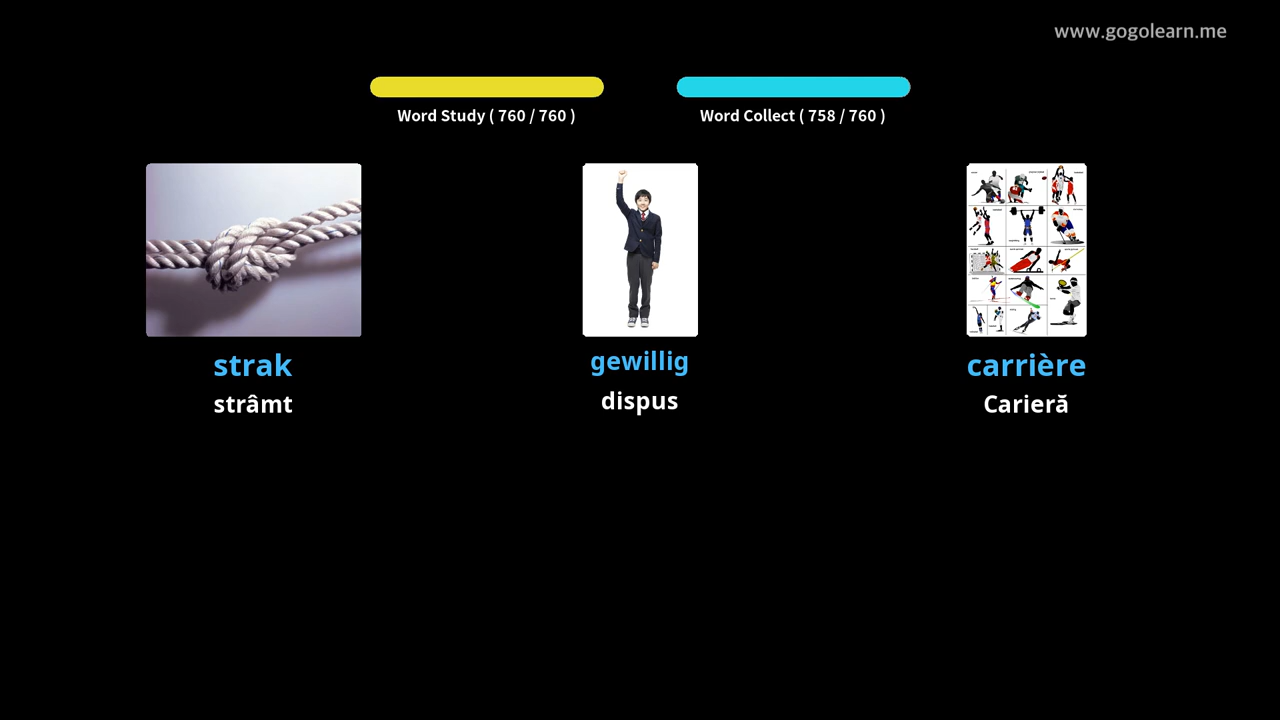 www.gogolearn.me
Word Study ( 760 / 760 )
Word Collect ( 758 / 760 )
strak
strâmt
gewillig
dispus
carrière
Carieră